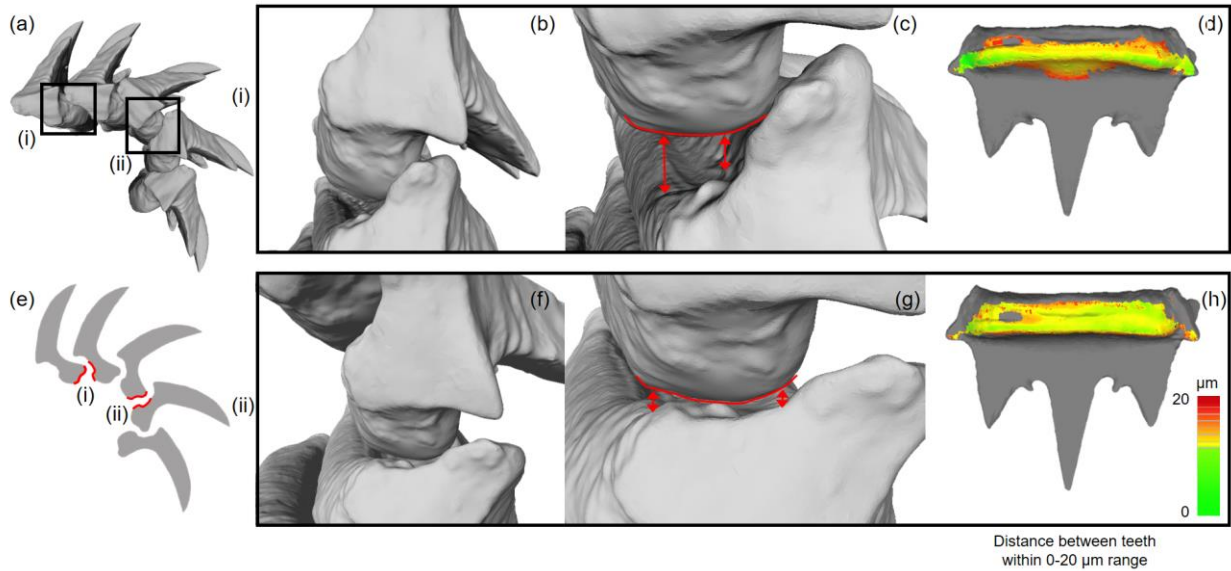 (a)
(i)
(ii)
(i)
(b)
(c)
(d)
(e)
(i)
(ii)
(ii)
(f)
(g)
(h)
µm
20
0
Distance between teeth
within 0-20 µm range